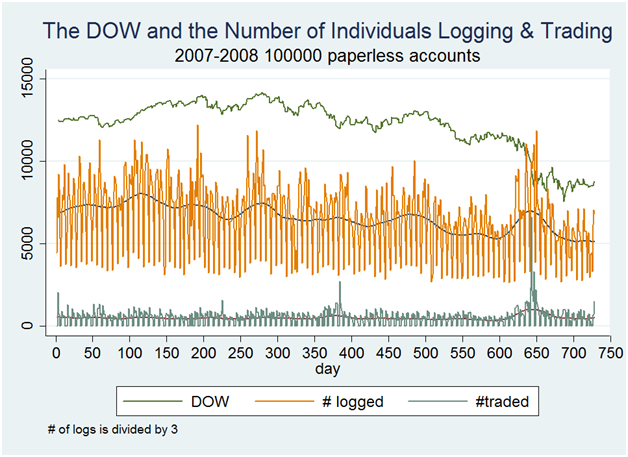 The DOW and the Number of Individuals Logging & Trading
2007-2008 100000 paperless accounts
15000
10000
5000
0
0 50 100 150 200 250 300 350 400 450 500 550 600 650 700 750
day
DOW # logged #traded
# of logs is divided by 3